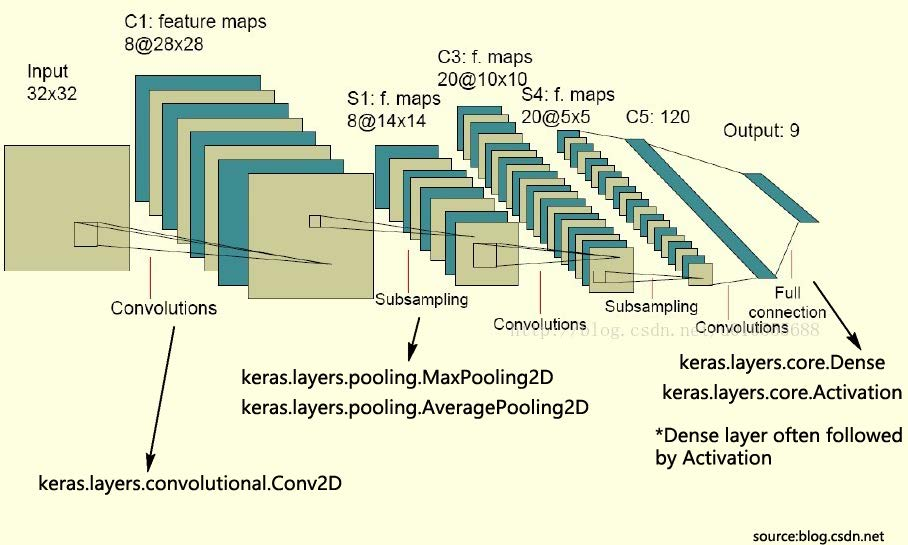 C1: feature maps
8@28x28
Input
32x32
C3: f. maps
20@10x10
S1: f. maps
8@14x14
S4: f. maps
20@5x5
C5: 120
Output: 9
Convolutions
Subsampling
Convolutions
Subsampling
Convolutions
Full
connection
keras.layers.pooling.MaxPooling2D
keras.layers.pooling.AveragePooling2D
keras.layers.core.Dense
keras.layers.core.Activation
*Dense layer often followed
by Activation
keras.layers.convolutional.Conv2D
source:blog.csdn.net